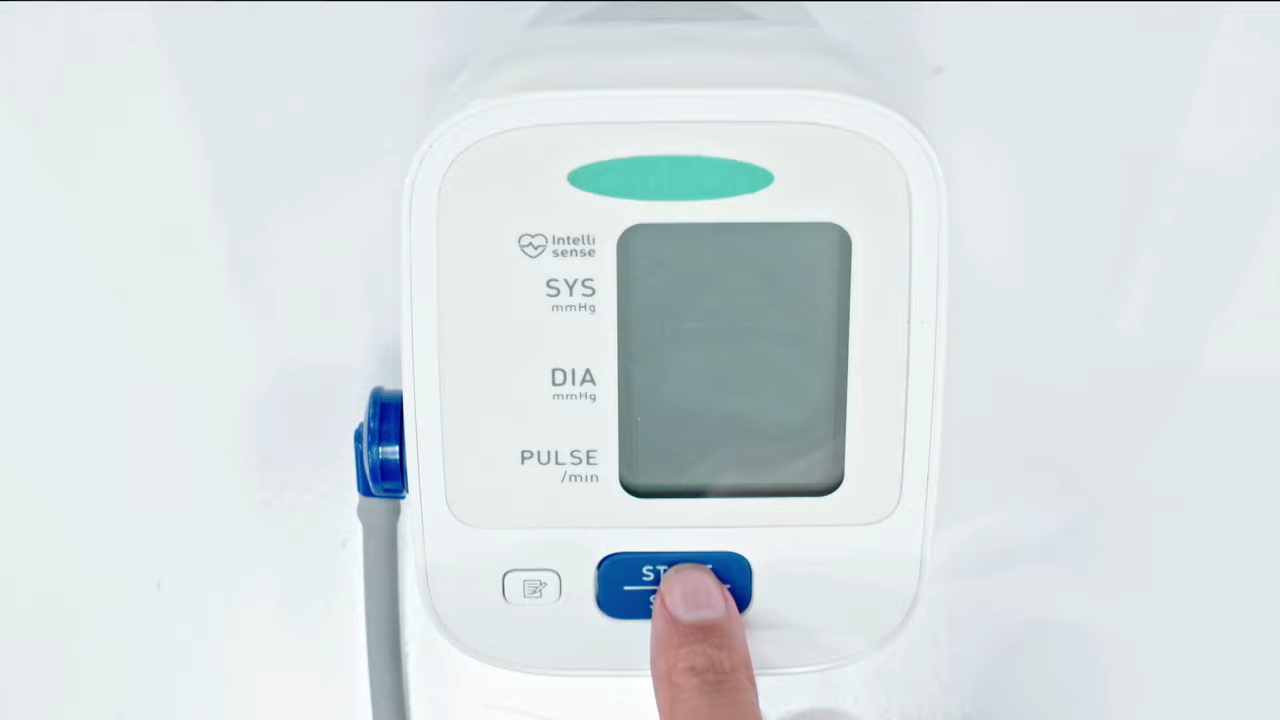 Intelli
sense
SYS
mmHg
DIA
mmHg
PULSE
/min